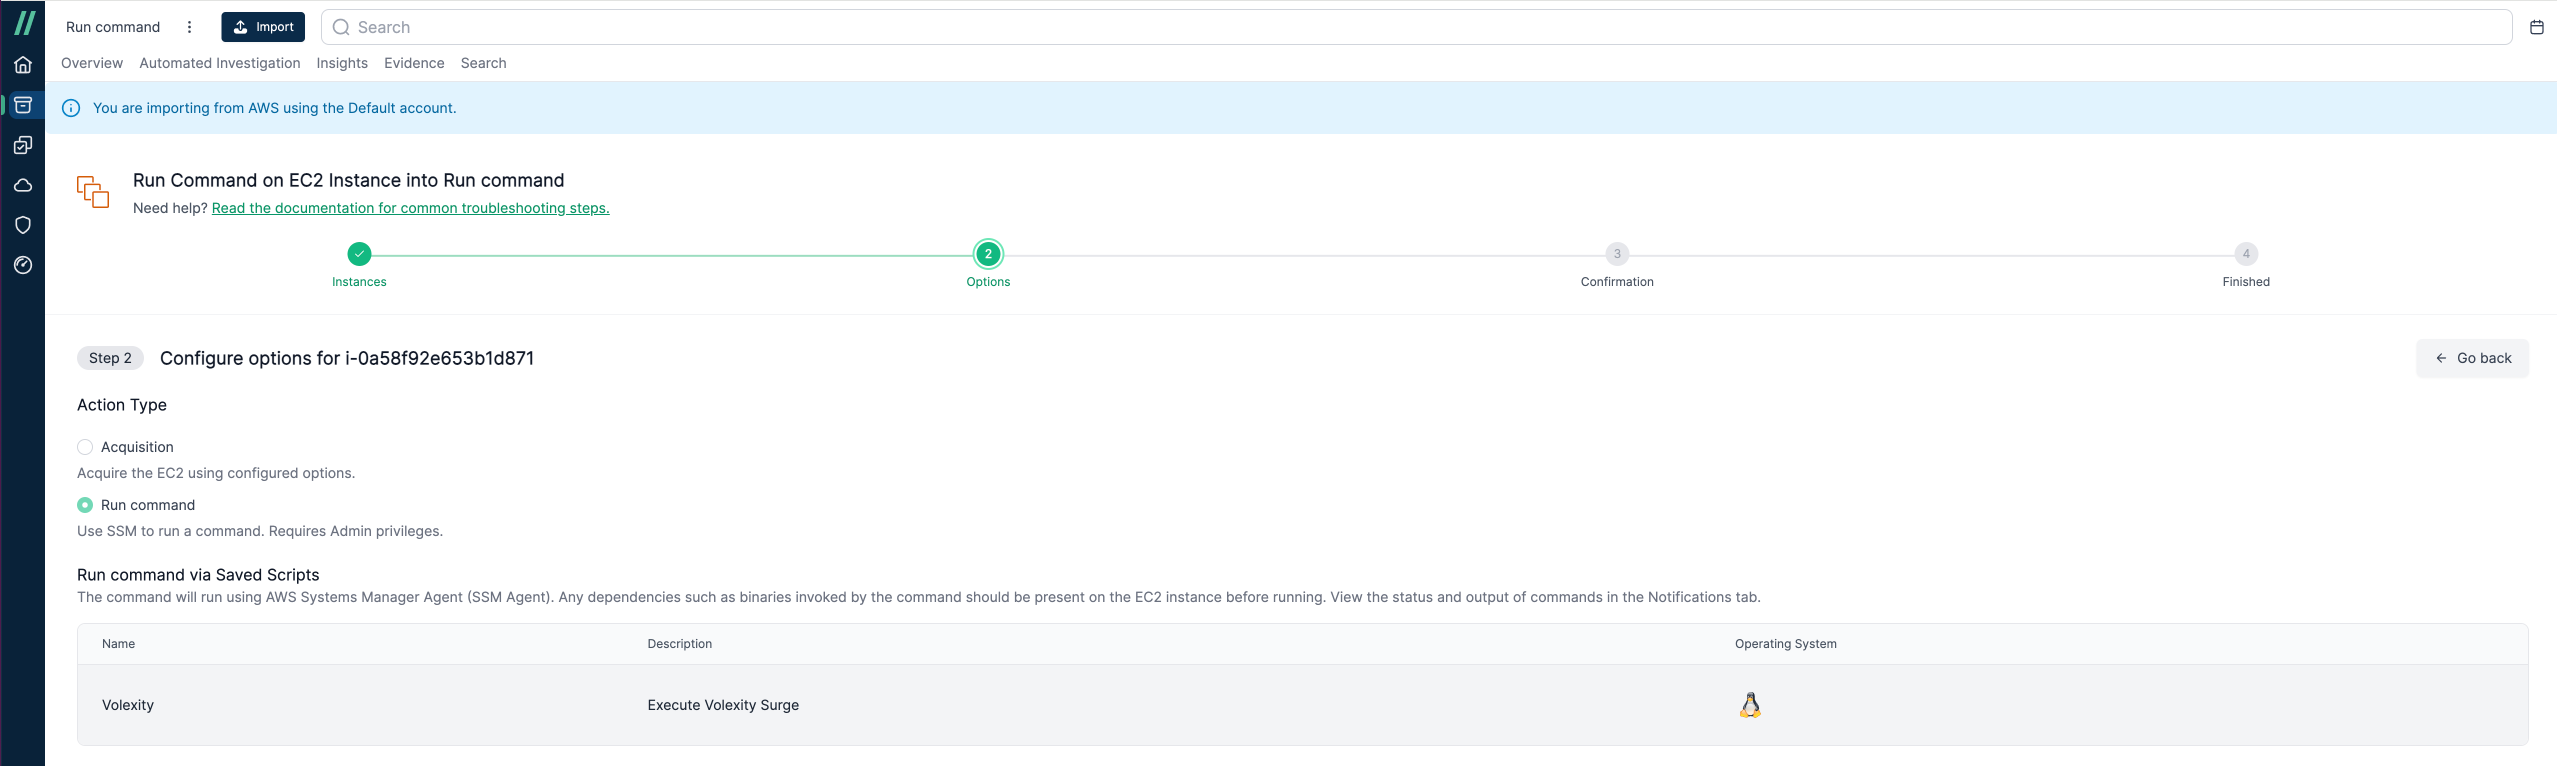 Run command
Import
Search
Overview Automated Investigation Insights Evidence Search
You are importing from AWS using the Default account.
Run Command on EC2 Instance into Run command
Need help? Read the documentation for common troubleshooting steps.
2 3 4
Instances Options Confirmation Finished
Step 2 Configure options for i-0a58f92e653b1d871
Go back
Action Type
Acquisition
Acquire the EC2 using configured options.
Run command
Use SSM to run a command. Requires Admin privileges.
Run command via Saved Scripts
The command will run using AWS Systems Manager Agent (SSM Agent). Any dependencies such as binaries invoked by the command should be present on the EC2 instance before running. View the status and output of commands in the Notifications tab.
Name Description Operating System
Volexity Execute Volexity Surge